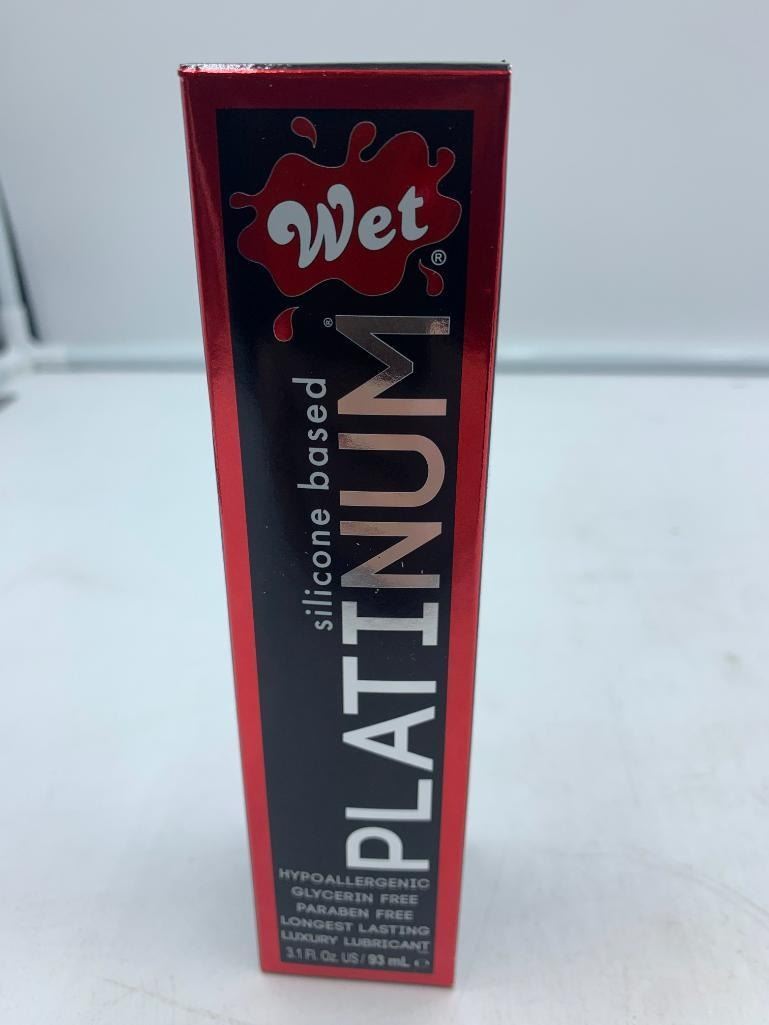 Wet®
silicone based
PLATINUM®
HYPOALLERGENIC
GLYCERIN FREE
PARABEN FREE
LONGEST LASTING
LUXURY LUBRICANT
3.1 Fl. Oz. US / 93 mL ℮